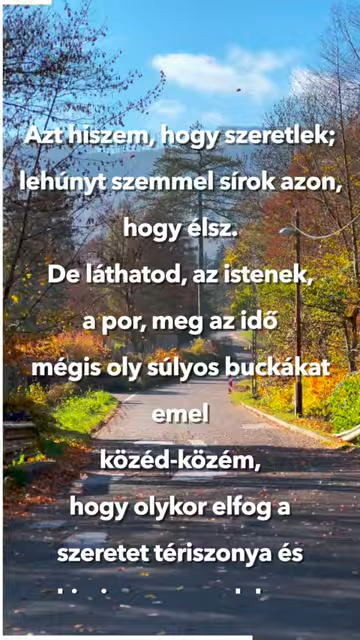 Azt hiszem, hogy szeretlek;
lehúnyt szemmel sírok azon,
hogy élsz.
De láthatod, az istenek,
a por, meg az idő
mégis oly súlyos buckákat
emel
közéd-közém,
hogy olykor elfog a
szeretet tériszonya és